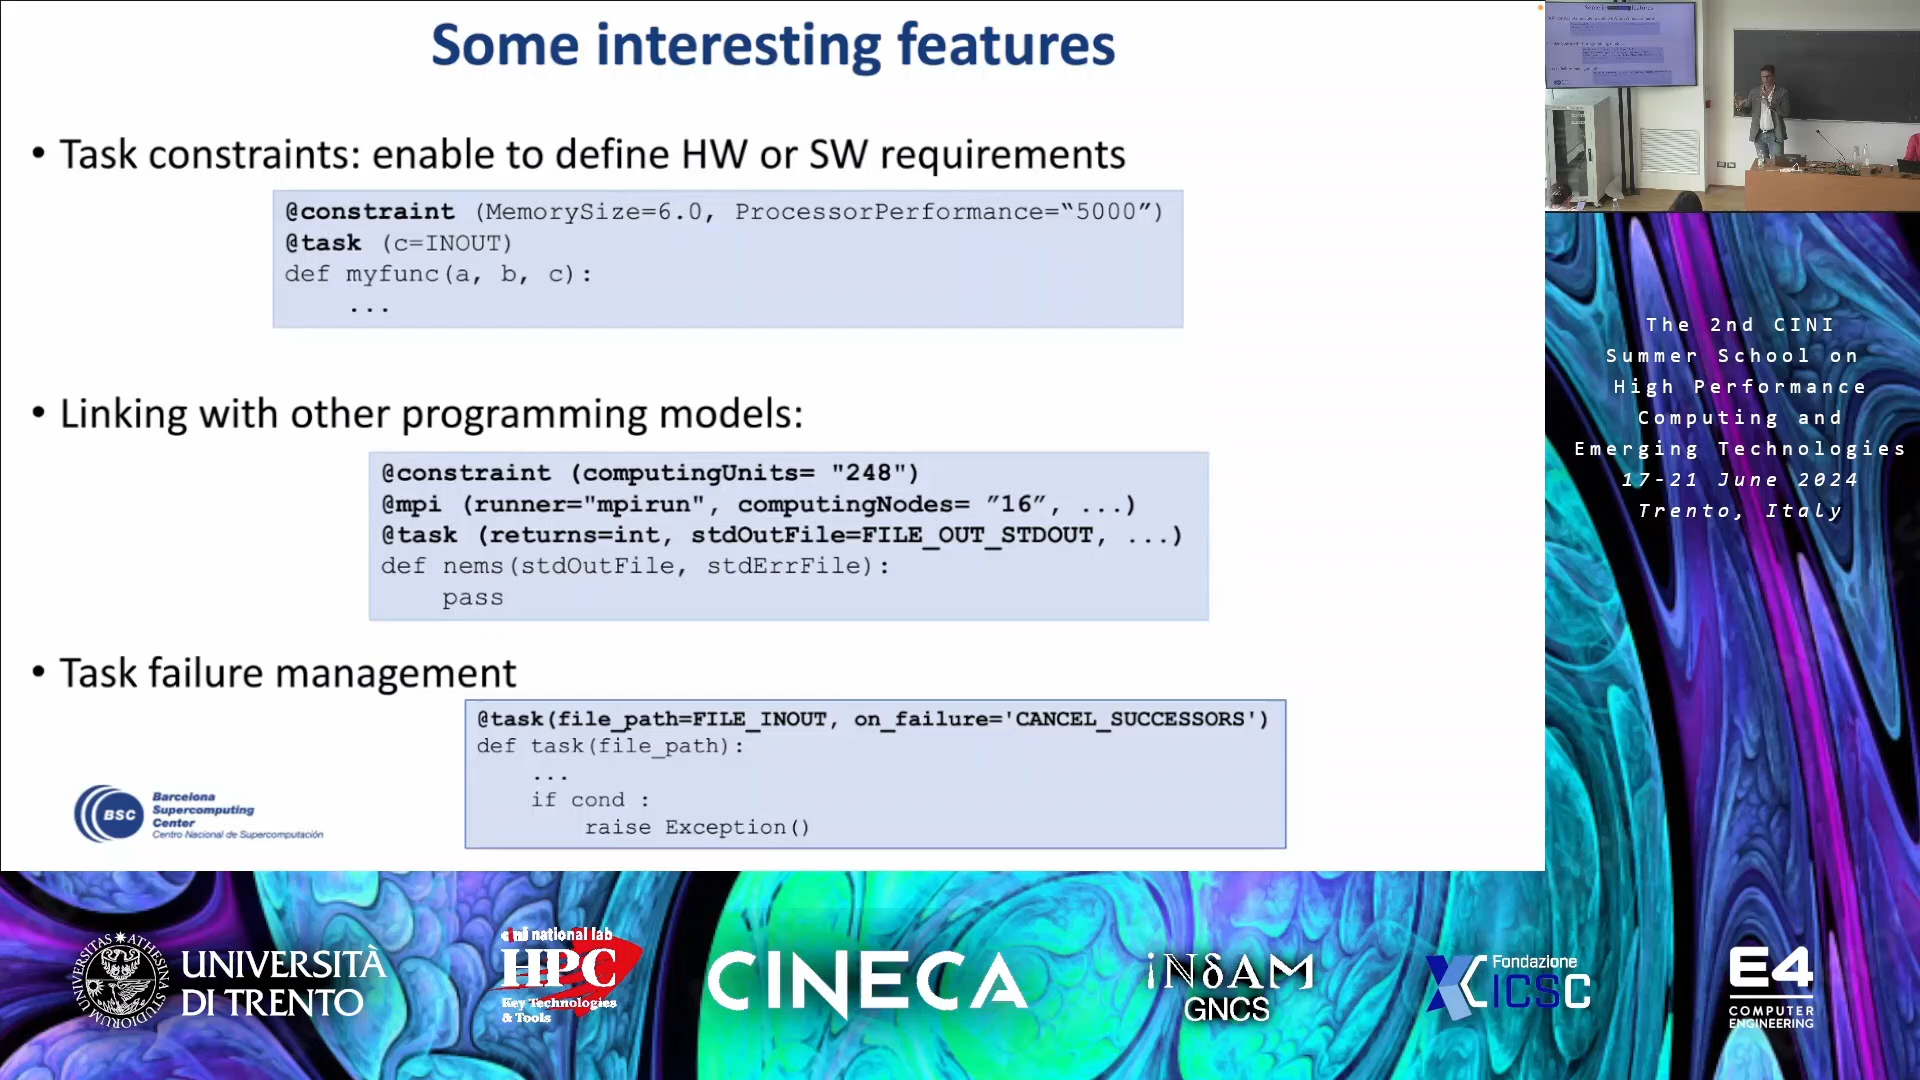 Some interesting features
• Task constraints: enable to define HW or SW requirements
@constraint (MemorySize=6.0, ProcessorPerformance=“5000”)
@task (c=INOUT)
def myfunc(a, b, c):
...
• Linking with other programming models:
@constraint (computingUnits= "248")
@mpi (runner="mpirun", computingNodes= ”16”, ...)
@task (returns=int, stdOutFile=FILE_OUT_STDOUT, ...)
def nems(stdOutFile, stdErrFile):
pass
• Task failure management
@task(file_path=FILE_INOUT, on_failure='CANCEL_SUCCESSORS')
def task(file_path):
...
if cond :
raise Exception()
BSC
Barcelona
Supercomputing
Center
Centro Nacional de Supercomputación
The 2nd CINI
Summer School on
High Performance
Computing and
Emerging Technologies
17-21 June 2024
Trento, Italy
UNIVERSITÀ
DI TRENTO
cini national lab
HPC
Key Technologies
& Tools
CINECA
INδAM
GNCS
Fondazione
ICSC
E4
COMPUTER
ENGINEERING